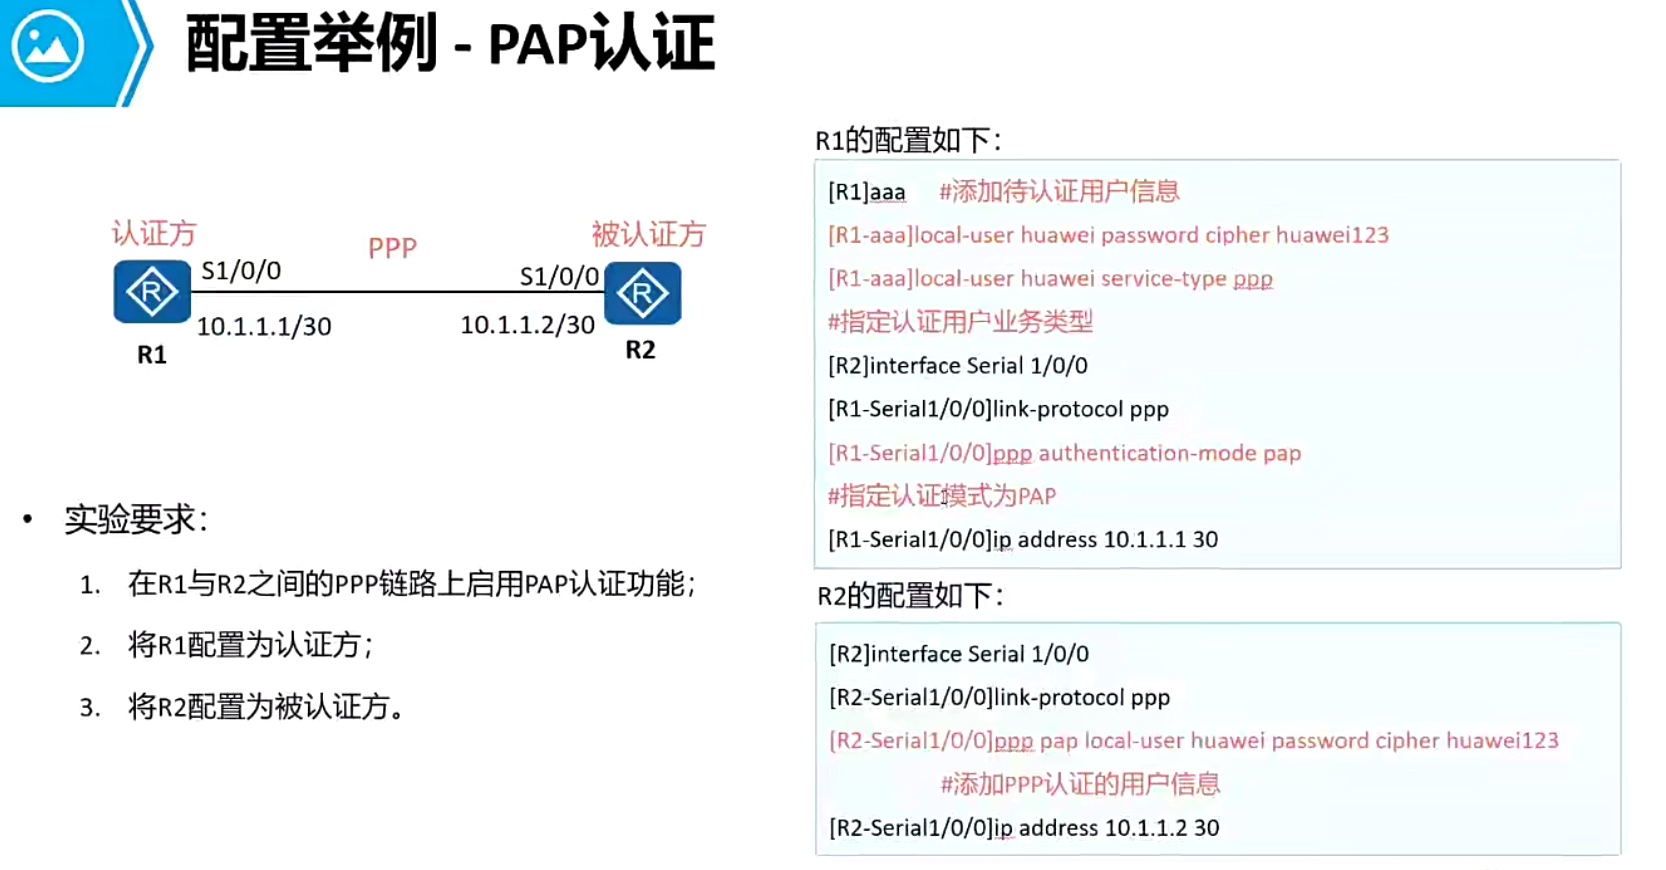 配置举例 - PAP认证
认证方
PPP
被认证方
S1/0/0
S1/0/0
10.1.1.1/30
10.1.1.2/30
R1
R2
• 实验要求：
1. 在R1与R2之间的PPP链路上启用PAP认证功能；
2. 将R1配置为认证方；
3. 将R2配置为被认证方。
R1的配置如下：
[R1]aaa #添加待认证用户信息
[R1-aaa]local-user huawei password cipher huawei123
[R1-aaa]local-user huawei service-type ppp
#指定认证用户业务类型
[R2]interface Serial 1/0/0
[R1-Serial1/0/0]link-protocol ppp
[R1-Serial1/0/0]ppp authentication-mode pap
#指定认证模式为PAP
[R1-Serial1/0/0]ip address 10.1.1.1 30
R2的配置如下：
[R2]interface Serial 1/0/0
[R2-Serial1/0/0]link-protocol ppp
[R2-Serial1/0/0]ppp pap local-user huawei password cipher huawei123
#添加PPP认证的用户信息
[R2-Serial1/0/0]ip address 10.1.1.2 30